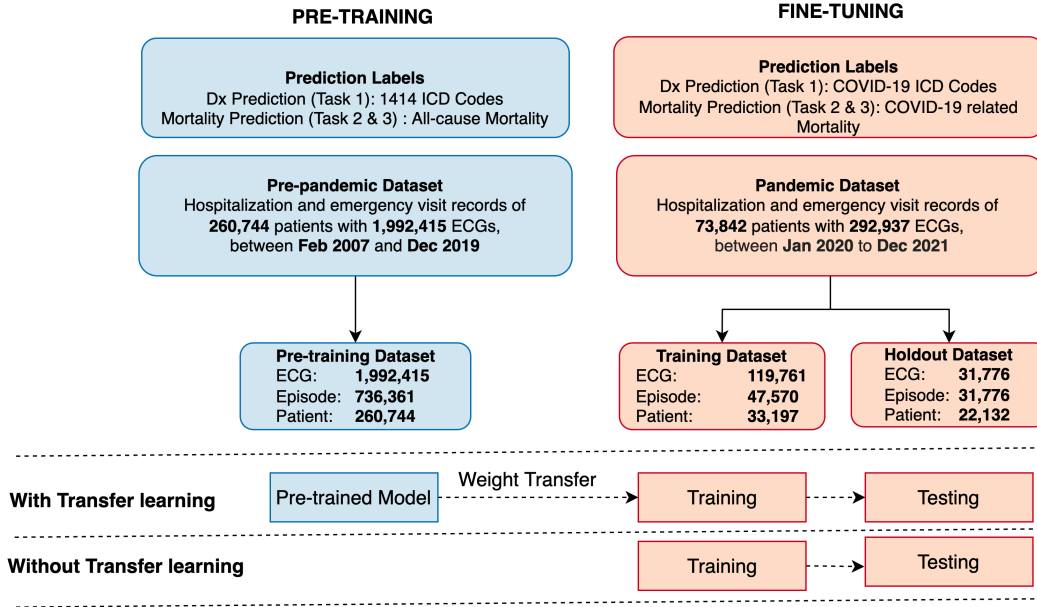 PRE-TRAINING
FINE-TUNING
Prediction Labels
Dx Prediction (Task 1): 1414 ICD Codes
Mortality Prediction (Task 2 & 3) : All-cause Mortality
Prediction Labels
Dx Prediction (Task 1): COVID-19 ICD Codes
Mortality Prediction (Task 2 & 3): COVID-19 related
Mortality
Pre-pandemic Dataset
Hospitalization and emergency visit records of
260,744 patients with 1,992,415 ECGs,
between Feb 2007 and Dec 2019
Pandemic Dataset
Hospitalization and emergency visit records of
73,842 patients with 292,937 ECGs,
between Jan 2020 to Dec 2021
Pre-training Dataset
ECG: 1,992,415
Episode: 736,361
Patient: 260,744
Training Dataset
ECG: 119,761
Episode: 47,570
Patient: 33,197
Holdout Dataset
ECG: 31,776
Episode: 31,776
Patient: 22,132
With Transfer learning
Pre-trained Model
Weight Transfer
Training
Testing
Without Transfer learning
Training
Testing